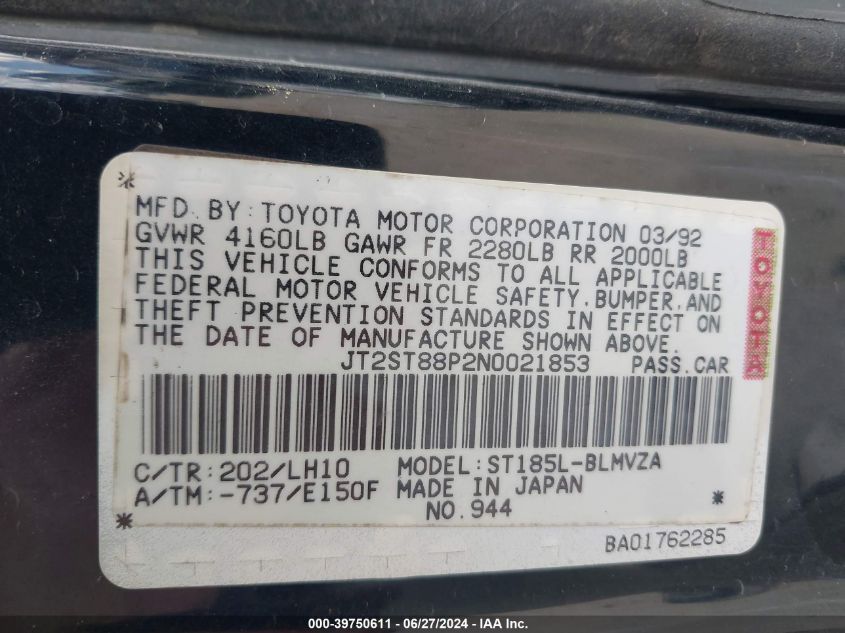 MFD. BY: TOYOTA MOTOR CORPORATION 03/92
GVWR 4160LB GAWR FR 2280LB RR 2000LB
THIS VEHICLE CONFORMS TO ALL APPLICABLE
FEDERAL MOTOR VEHICLE SAFETY, BUMPER, AND
THEFT PREVENTION STANDARDS IN EFFECT ON
THE DATE OF MANUFACTURE SHOWN ABOVE.
JT2ST88P2N0021853 PASS. CAR
TOYOTA
C/TR: 202/LH10 MODEL: ST185L-BLMVZA
A/TM: -737/E150F MADE IN JAPAN
NO. 944
BA01762285
000-39750611 - 06/27/2024 - IAAI Inc.